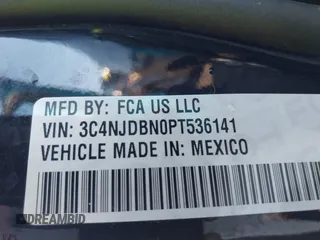 MFD BY: FCA US LLC
VIN: 3C4NJDBN0PT536141
VEHICLE MADE IN: MEXICO
DREAMBID